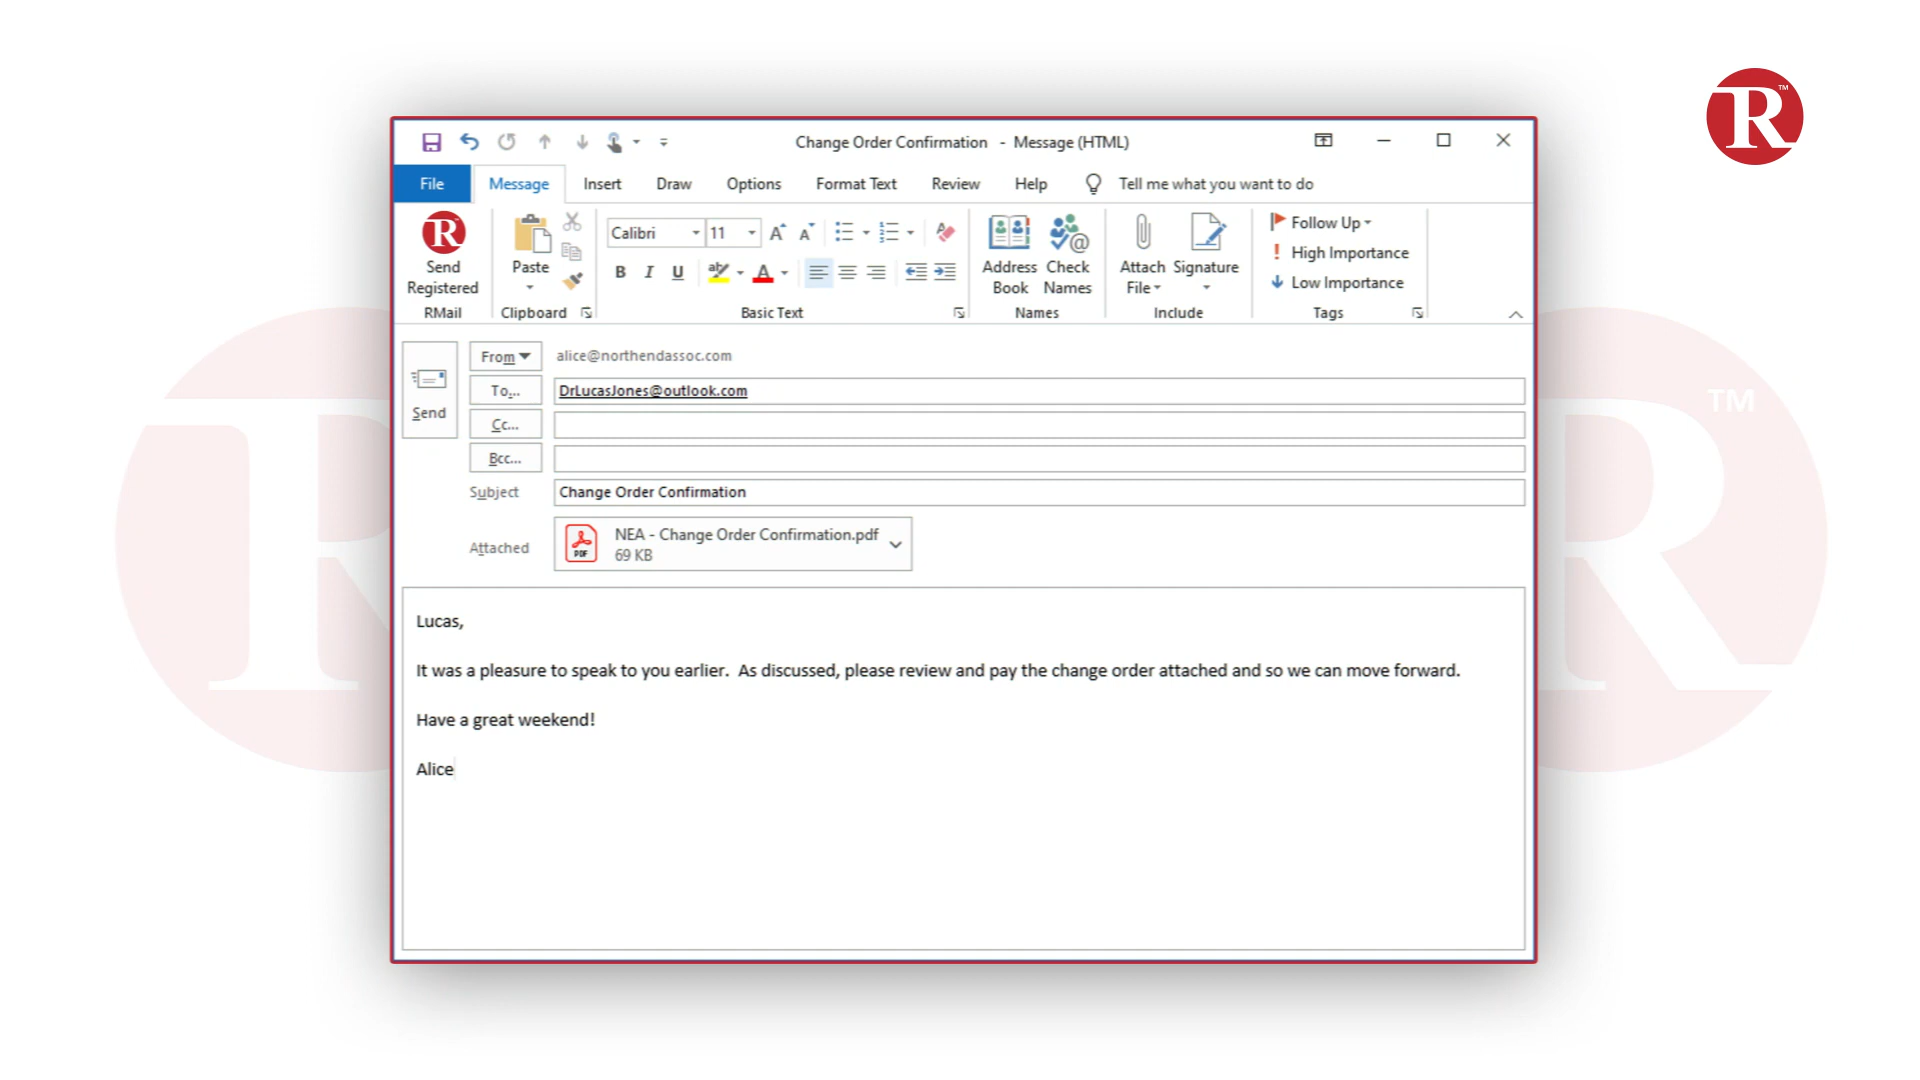 Change Order Confirmation - Message (HTML)
R™
File Message Insert Draw Options Format Text Review Help Tell me what you want to do
R
Send Registered
RMail
Paste
Clipboard
Calibri 11 A A
B I U ab A
Basic Text
Address Book
Check Names
Names
Attach File
Signature
Include
Follow Up
! High Importance
Low Importance
Tags
Send
From alice@northendassoc.com
To... DrLucasJones@outlook.com
Cc...
Bcc...
Subject Change Order Confirmation
Attached PDF NEA - Change Order Confirmation.pdf
69 KB
R
R™
Lucas,
It was a pleasure to speak to you earlier. As discussed, please review and pay the change order attached and so we can move forward.
Have a great weekend!
Alice